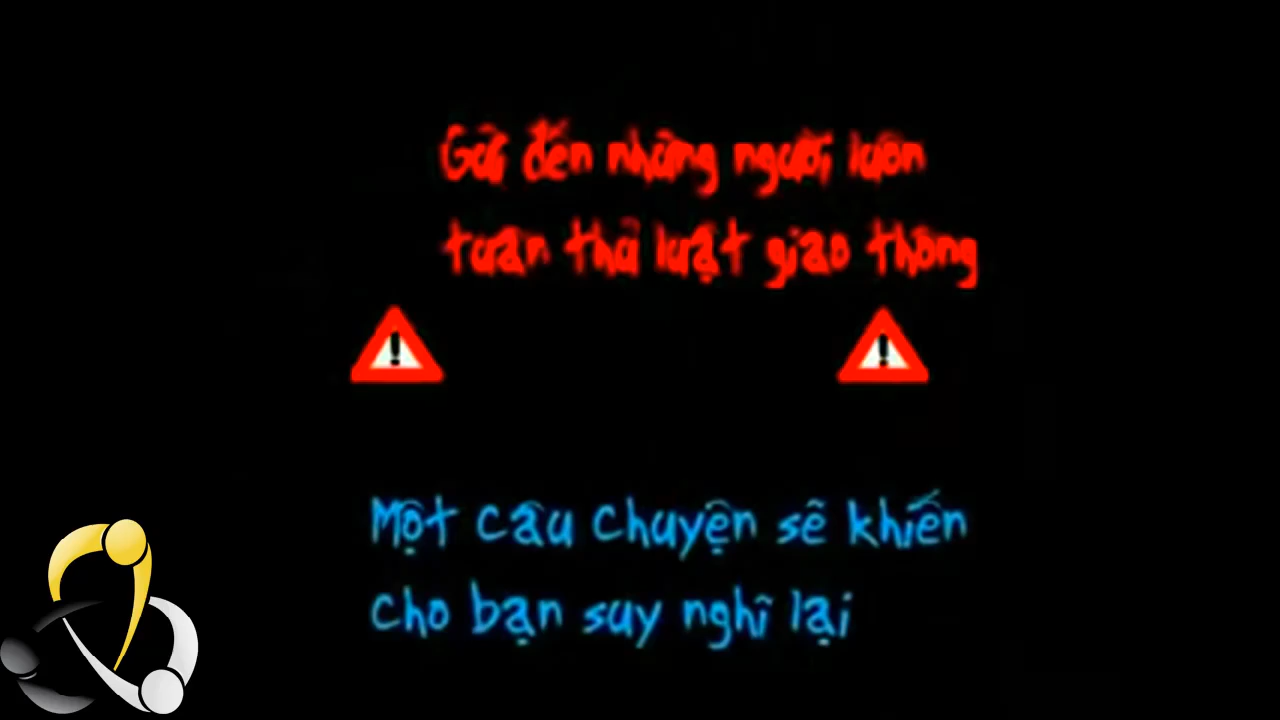 Gửi đến những người luôn
tuân thủ luật giao thông
Một câu chuyện sẽ khiến
cho bạn suy nghĩ lại